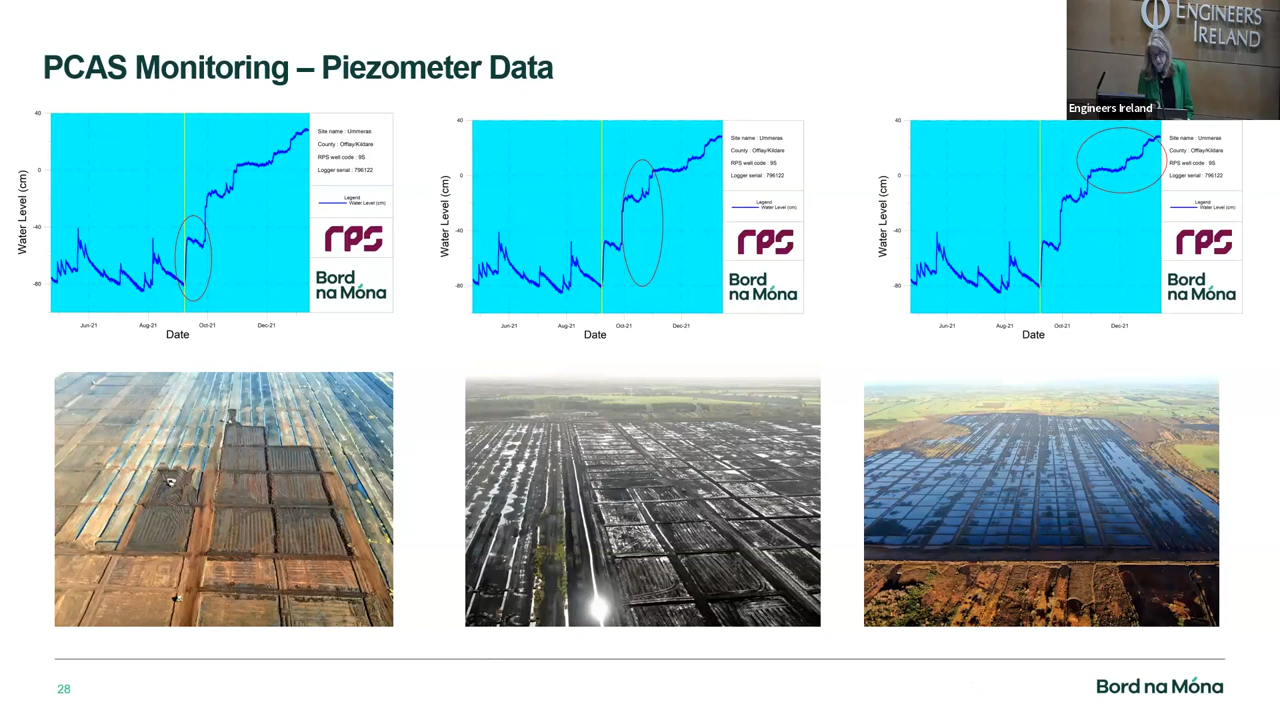 ENGINEERS
IRELAND
Engineers Ireland
PCAS Monitoring – Piezometer Data
40
0
-40
-80
Water Level (cm)
Jun-21
Aug-21
Oct-21
Dec-21
Date
Site name : Ummeras
County : Offlay/Kildare
RPS well code : 9S
Logger serial : 796122
Legend
Water Level (cm)
rps
Bord
na Móna
40
0
-40
-80
Water Level (cm)
Jun-21
Aug-21
Oct-21
Dec-21
Date
Site name : Ummeras
County : Offlay/Kildare
RPS well code : 9S
Logger serial : 796122
Legend
Water Level (cm)
rps
Bord
na Móna
40
0
-40
-80
Water Level (cm)
Jun-21
Aug-21
Oct-21
Dec-21
Date
Site name : Ummeras
County : Offlay/Kildare
RPS well code : 9S
Logger serial : 796122
Legend
Water Level (cm)
rps
Bord
na Móna
28
Bord na Móna